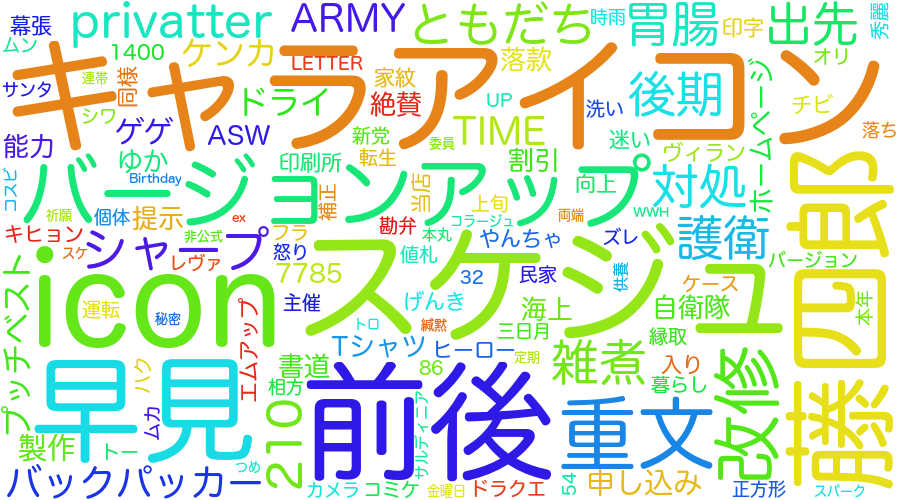 幕張
ムン
サンタ
連帯
シワ
privatter
1400
同様
ケンカ
ARMY
LETTER
家紋
絶賛
ともだち
落款
UP
TIME
胃腸
時雨
印字
出先
秀麗
オリ
チビ
落ち
後期
洗い
ホームページ
キャラアイコン
ドライ
ゲゲ
ASW
能力
ゆか
Birthday
コスピ
祈願
個体
提示
印刷所
新党
転生
委員
割引
迷い
ヴィラン
向上
WWH
バージョンアップ
補正
当店
上旬
コラージュ
両端
対処
藤四郎
キヒョン
スケ
非公式
ex
フラ
勘弁
本丸
やんちゃ
ズレ
護衛
バージョン
シャープ
レヴァ
怒り
値札
供養
プッチベスト
icon
7785
32
民家
ケース
スケジュ
運転
秘密
主催
げんき
海上
自衛隊
本年
トロ
緘黙
三日月
縁取
エムアップ
Tシャツ
ヒーロー
定期
ハク
早見
書道
相方
86
雑煮
入り
暮らし
改修
ムカ
210
前後
サルディニア
重文
製作
トー
つめ
バックパッカー
カメラ
コミケ
金曜日
ドラクエ
54
申し込み
正方形
スパーク